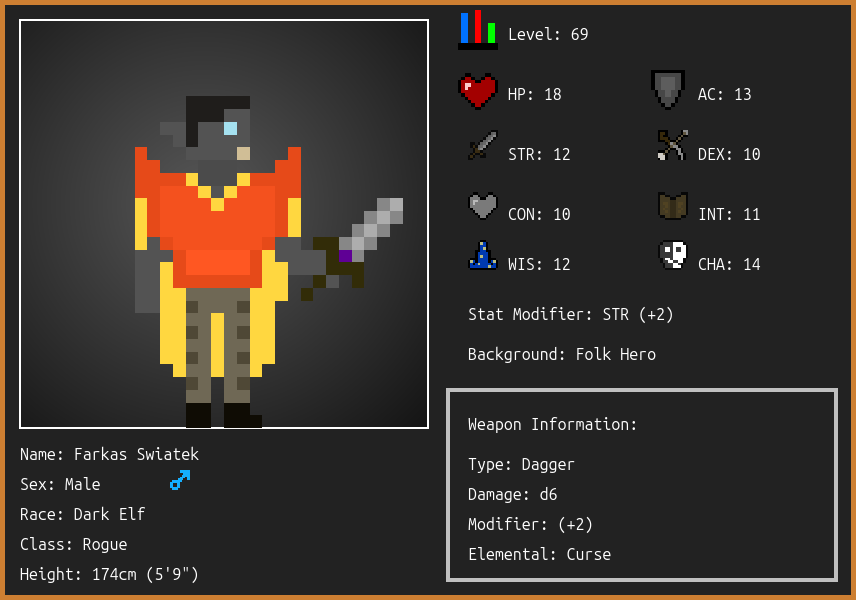 Level: 69
HP: 18
AC: 13
STR: 12
DEX: 10
CON: 10
INT: 11
WIS: 12
CHA: 14
Stat Modifier: STR (+2)
Background: Folk Hero
Weapon Information:
Type: Dagger
Damage: d6
Modifier: (+2)
Elemental: Curse
Name: Farkas Swiatek
Sex: Male
Race: Dark Elf
Class: Rogue
Height: 174cm (5'9")